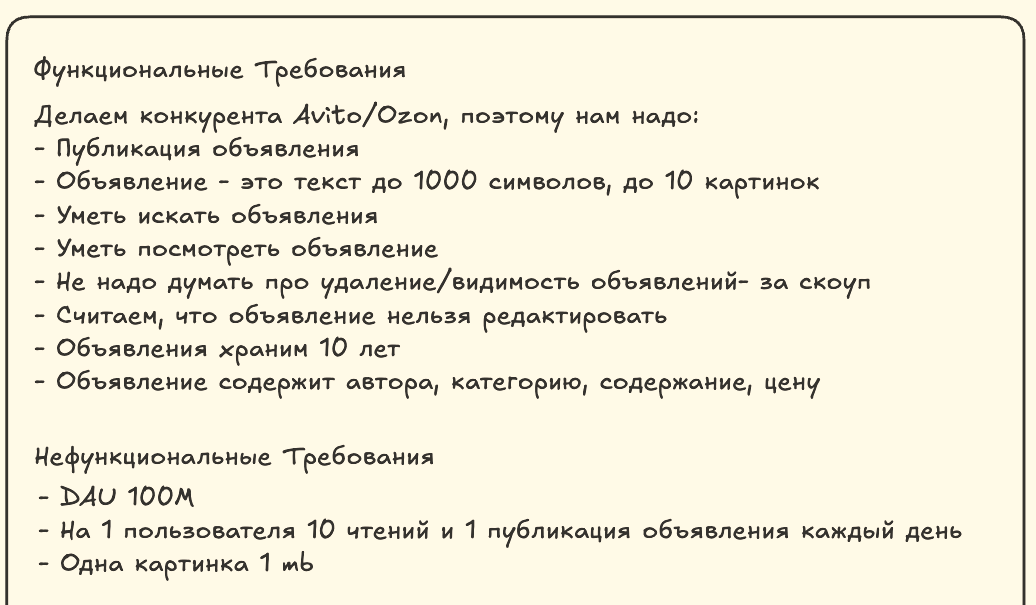 Функциональные Требования
Делаем конкурента Avito/Ozon, поэтому нам надо:
- Публикация объявления
- Объявление - это текст до 1000 символов, до 10 картинок
- Уметь искать объявления
- Уметь посмотреть объявление
- Не надо думать про удаление/видимость объявлений- за скоуп
- Считаем, что объявление нельзя редактировать
- Объявления храним 10 лет
- Объявление содержит автора, категорию, содержание, цену
Нефункциональные Требования
- DAU 100M
- На 1 пользователя 10 чтений и 1 публикация объявления каждый день
- Одна картинка 1 mb